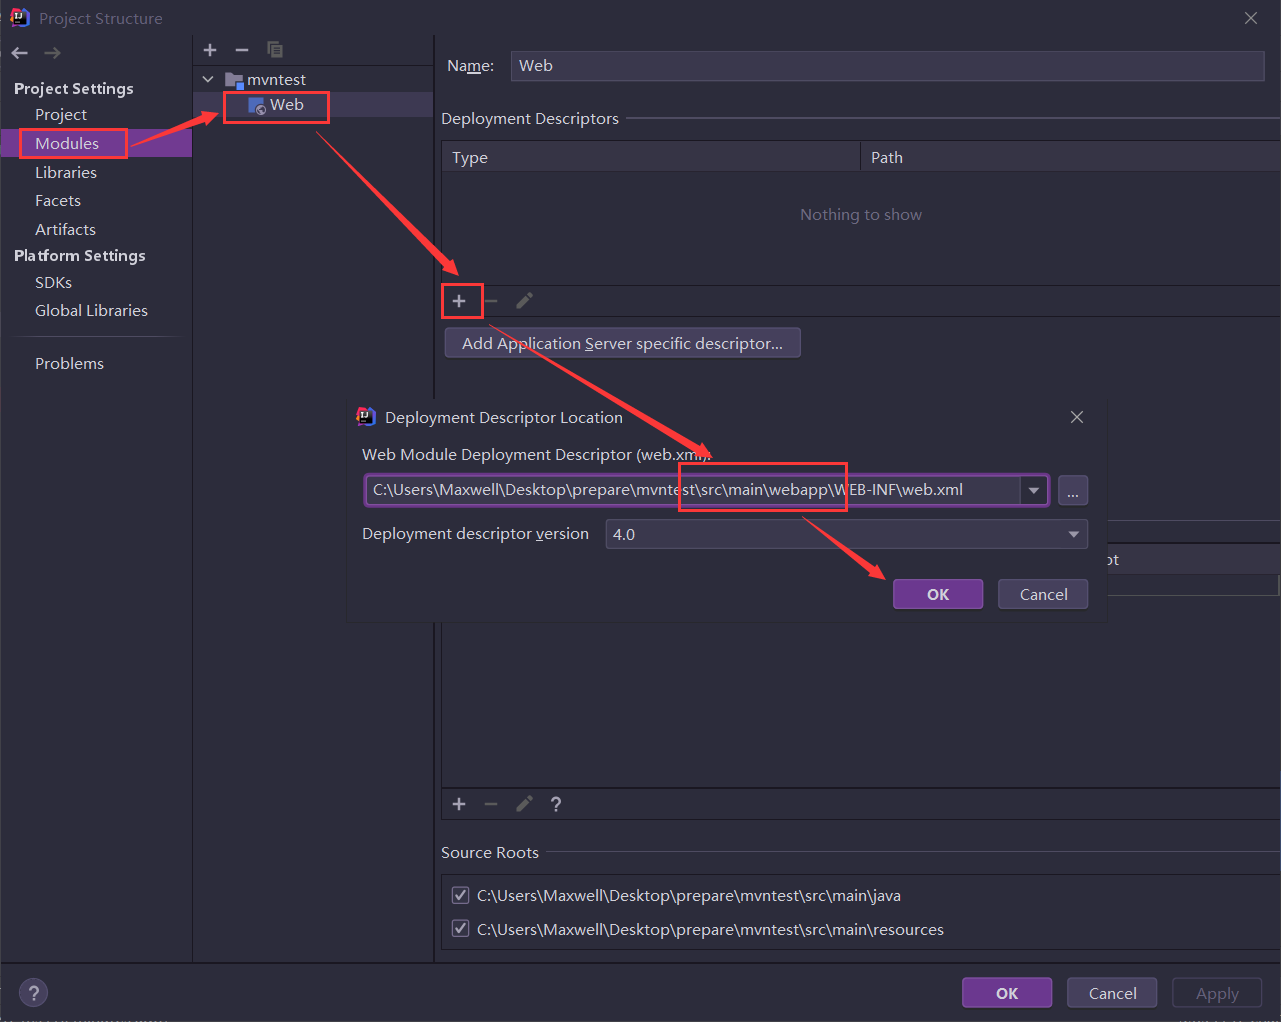 Project Structure
Project Settings
Project
Modules
Libraries
Facets
Artifacts
Platform Settings
SDKs
Global Libraries
Problems
mvntest
Web
Name: Web
Deployment Descriptors
Type Path
Nothing to show
Add Application Server specific descriptor...
Deployment Descriptor Location
Web Module Deployment Descriptor (web.xml):
C:\Users\Maxwell\Desktop\prepare\mvntest\src\main\webapp\WEB-INF\web.xml ...
Deployment descriptor version 4.0
OK Cancel
?
Source Roots
C:\Users\Maxwell\Desktop\prepare\mvntest\src\main\java
C:\Users\Maxwell\Desktop\prepare\mvntest\src\main\resources
? OK Cancel Apply